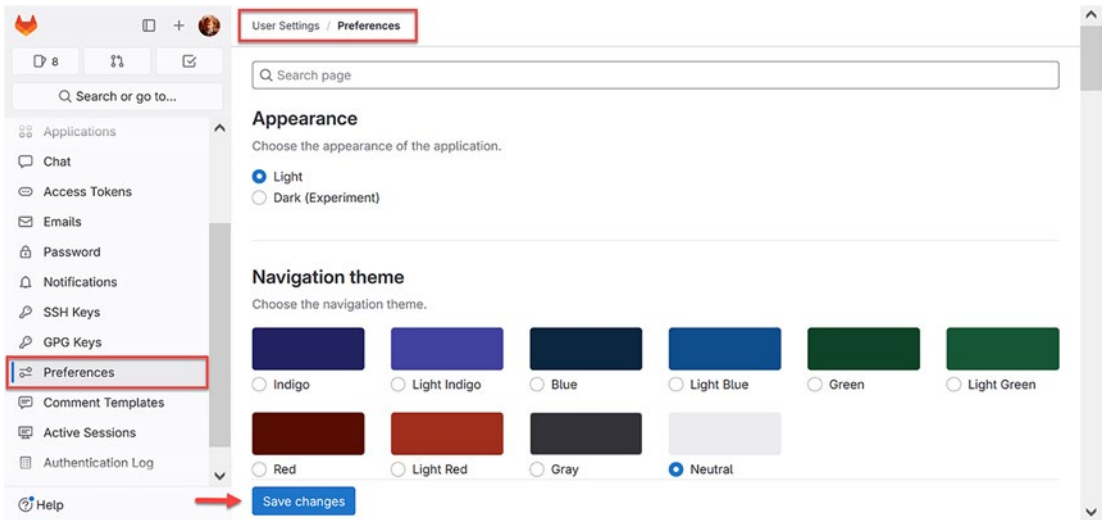 8
Search or go to...
Applications
Chat
Access Tokens
Emails
Password
Notifications
SSH Keys
GPG Keys
Preferences
Comment Templates
Active Sessions
Authentication Log
Help
User Settings / Preferences
Search page
Appearance
Choose the appearance of the application.
Light
Dark (Experiment)
Navigation theme
Choose the navigation theme.
Indigo Light Indigo Blue Light Blue Green Light Green
Red Light Red Gray Neutral
Save changes